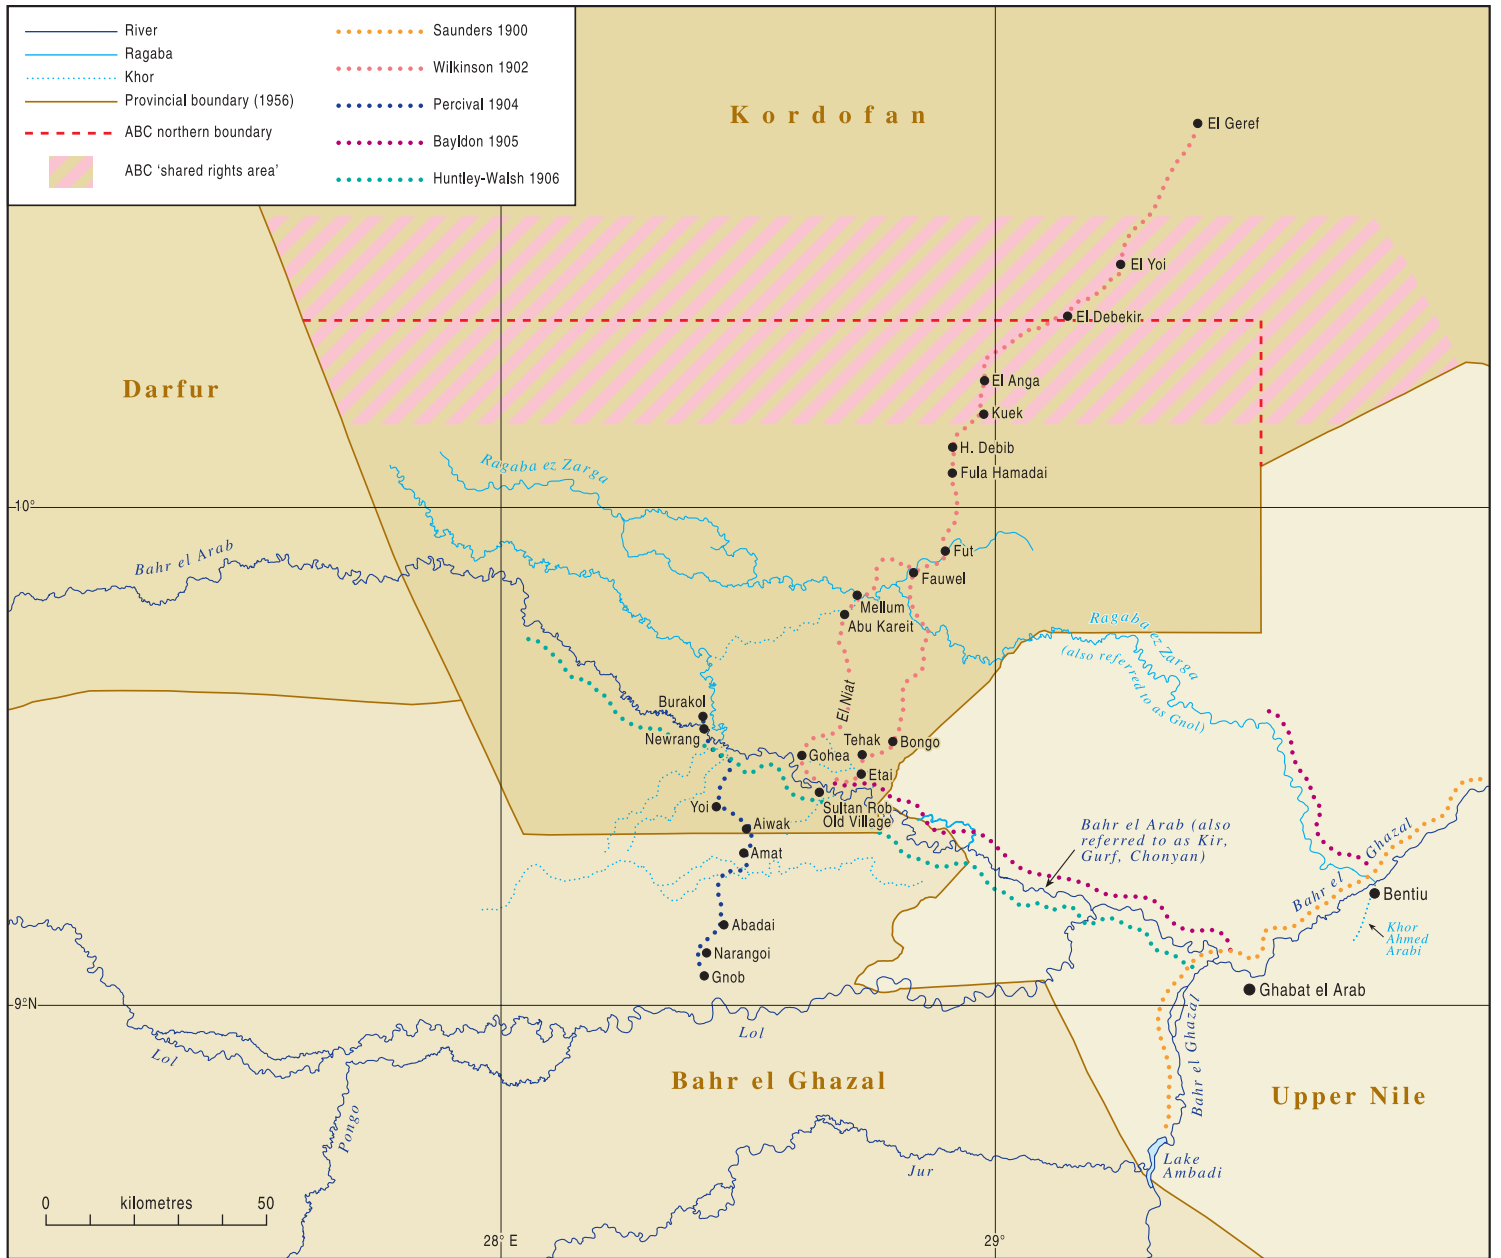 River
Ragaba
Khor
Provincial boundary (1956)
ABC northern boundary
ABC ‘shared rights area’
Saunders 1900
Wilkinson 1902
Percival 1904
Bayldon 1905
Huntley-Walsh 1906
Kordofan
El Geref
El Yoi
El Debekir
Darfur
El Anga
Kuek
H. Debib
Fula Hamadai
Ragaba ez Zarga
10°
Bahr el Arab
Fut
Fauwel
Mellum
Abu Kareit
Ragaba ez Zarga
(also referred to as Gnol)
El Niat
Burakol
Newrang
Tehak
Bongo
Gohea
Etai
Yoi
Sultan Rob
Old Village
Aiwak
Amat
Bahr el Arab (also
referred to as Kir,
Gurf, Chonyan)
Bahr el Ghazal
Bentiu
Khor
Ahmed
Arabi
Abadai
Narangoi
Gnob
Ghabat el Arab
9°N
Lol
Lol
Bahr el Ghazal
Bahr el Ghazal
Upper Nile
Pongo
Jur
Lake
Ambadi
0 kilometres 50
28° E
29°